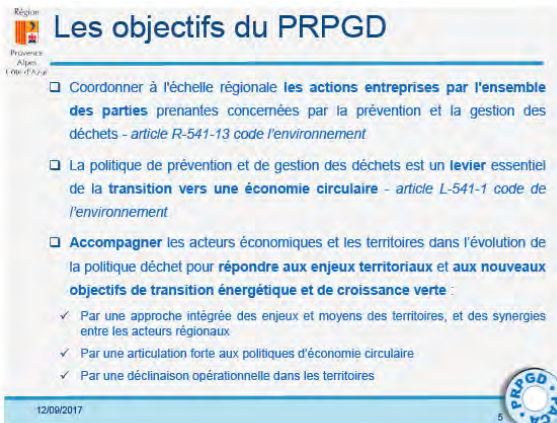 Région
Provence
Alpes
Côte d'Azur
Les objectifs du PRPGD
Coordonner à l'échelle régionale les actions entreprises par l'ensemble
des parties prenantes concernées par la prévention et la gestion des
déchets - article R-541-13 code l'environnement
La politique de prévention et de gestion des déchets est un levier essentiel
de la transition vers une économie circulaire - article L-541-1 code de
l'environnement
Accompagner les acteurs économiques et les territoires dans l'évolution de
la politique déchet pour répondre aux enjeux territoriaux et aux nouveaux
objectifs de transition énergétique et de croissance verte :
✓ Par une approche intégrée des enjeux et moyens des territoires, et des synergies
entre les acteurs régionaux
✓ Par une articulation forte aux politiques d'économie circulaire
✓ Par une déclinaison opérationnelle dans les territoires
12/09/2017
5
PRPGD
PACA